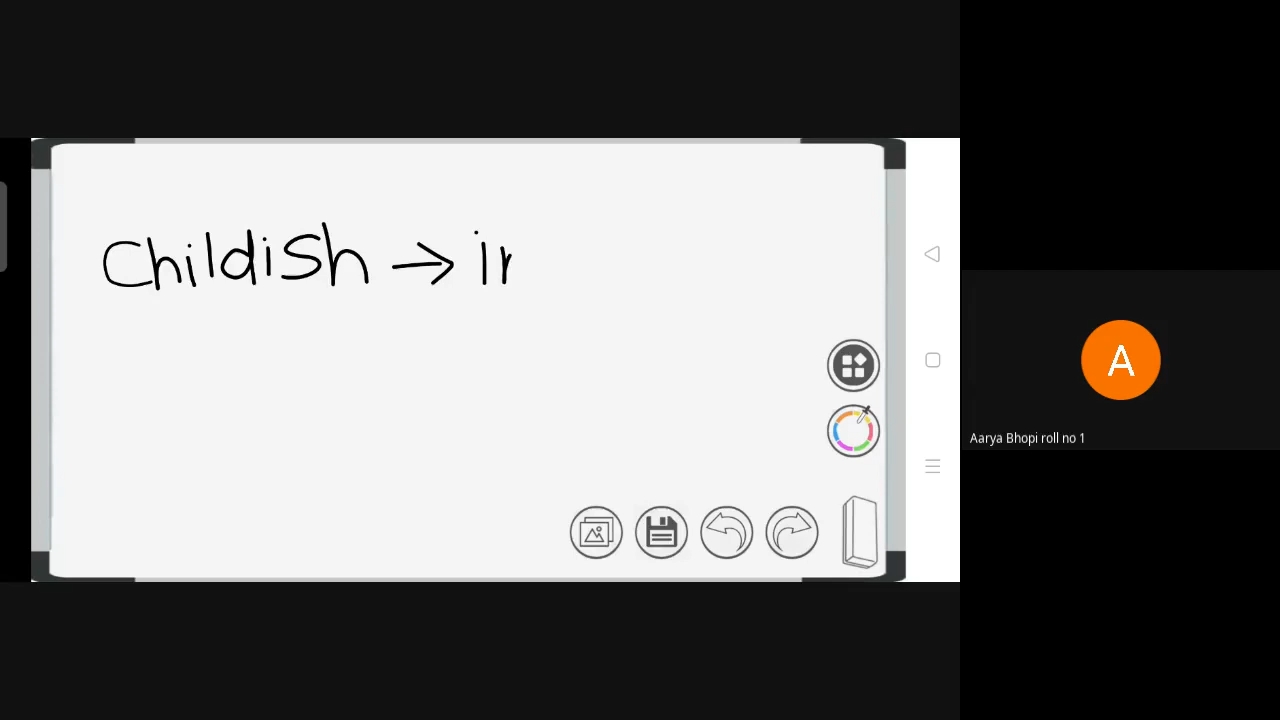 Childish → ir
A
Aarya Bhopi roll no 1